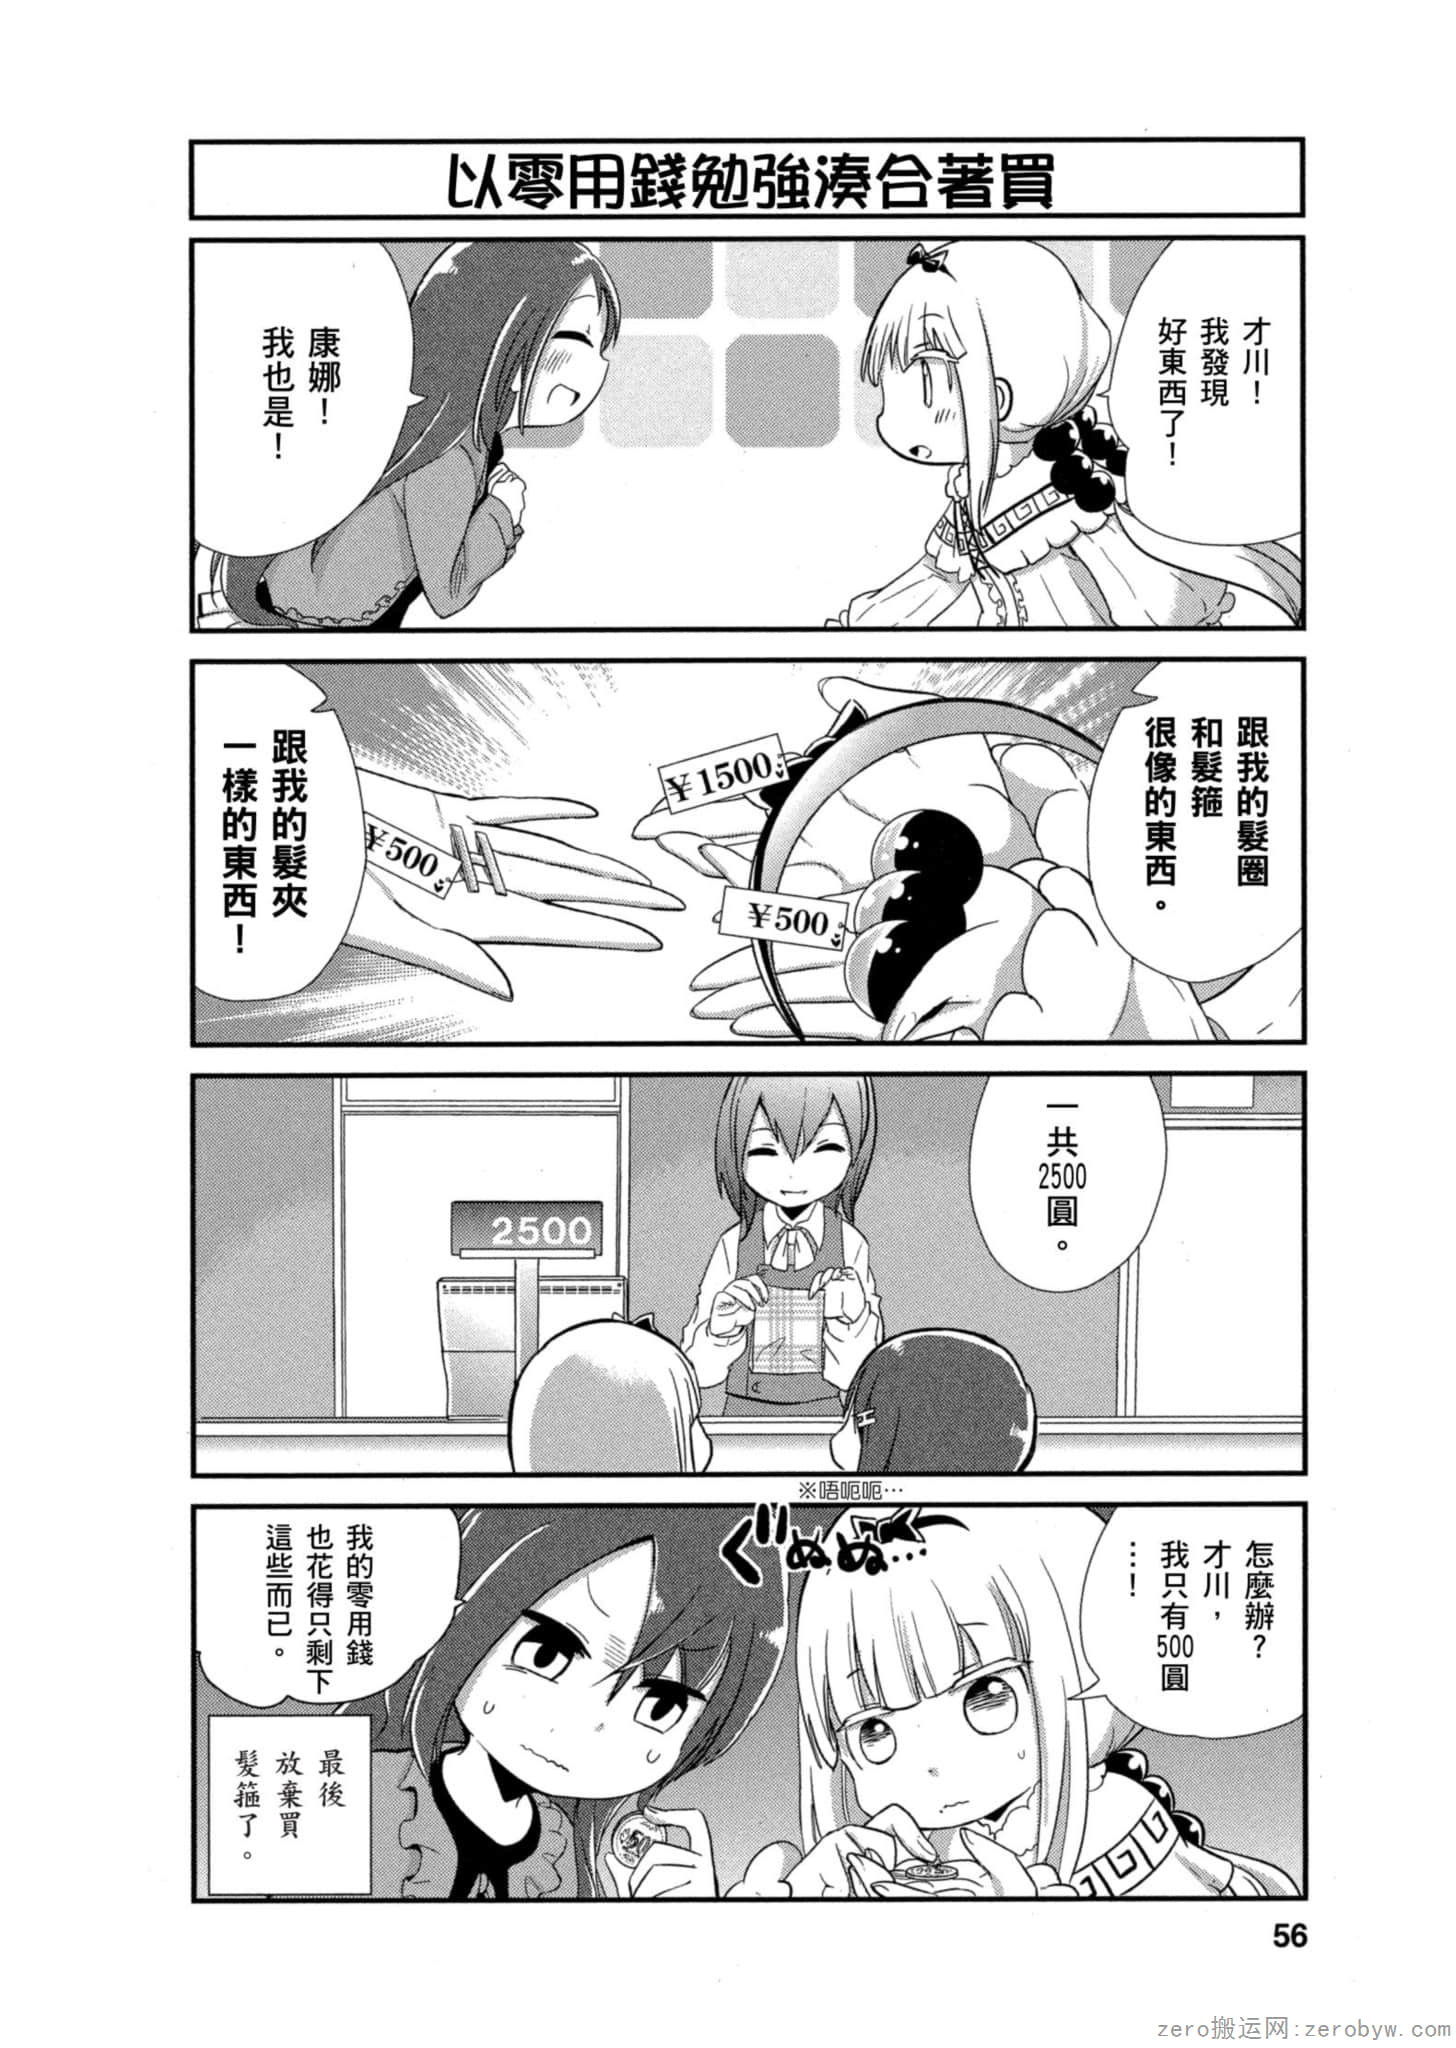 以零用錢勉強湊合著買
才川！
我發現
好東西了！
康娜！
我也是！
跟我的髮圈
和髮箍
很像的東西。
￥1500
￥500
跟我的髮夾
一樣的東西！
￥500
一共
2500
圓。
2500
※唔呃呃…
ぐぬぬ…
怎麼辦？
才川，
我只有
500
圓
…！
我的零用錢
也花得只剩下
這些而已。
最後
放棄買
髮箍了。
56
zero搬运网:zerobyw.com